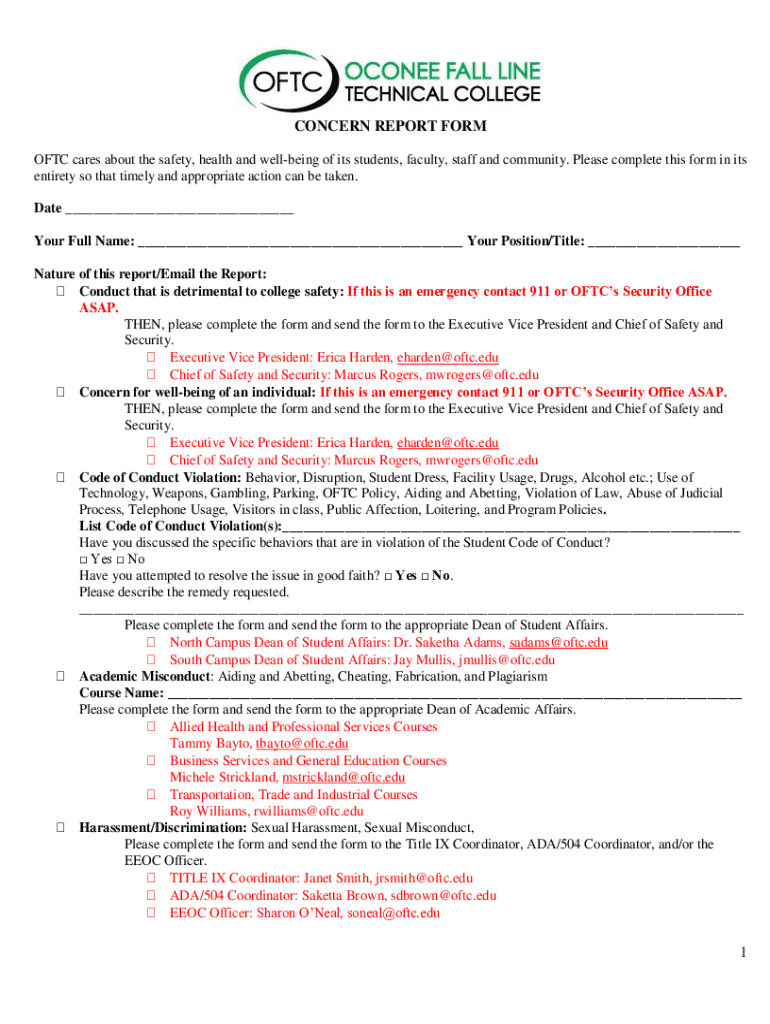 OFTC OCONEE FALL LINE
TECHNICAL COLLEGE
CONCERN REPORT FORM
OFTC cares about the safety, health and well-being of its students, faculty, staff and community. Please complete this form in its
entirety so that timely and appropriate action can be taken.
Date _________________________________
Your Full Name: _______________________________________________ Your Position/Title: ______________________
Nature of this report/Email the Report:
□ Conduct that is detrimental to college safety: If this is an emergency contact 911 or OFTC’s Security Office
ASAP.
THEN, please complete the form and send the form to the Executive Vice President and Chief of Safety and
Security.
□ Executive Vice President: Erica Harden, eharden@oftc.edu
□ Chief of Safety and Security: Marcus Rogers, mwrogers@oftc.edu
□ Concern for well-being of an individual: If this is an emergency contact 911 or OFTC’s Security Office ASAP.
THEN, please complete the form and send the form to the Executive Vice President and Chief of Safety and
Security.
□ Executive Vice President: Erica Harden, eharden@oftc.edu
□ Chief of Safety and Security: Marcus Rogers, mwrogers@oftc.edu
□ Code of Conduct Violation: Behavior, Disruption, Student Dress, Facility Usage, Drugs, Alcohol etc.; Use of
Technology, Weapons, Gambling, Parking, OFTC Policy, Aiding and Abetting, Violation of Law, Abuse of Judicial
Process, Telephone Usage, Visitors in class, Public Affection, Loitering, and Program Policies.
List Code of Conduct Violation(s):__________________________________________________________________
Have you discussed the specific behaviors that are in violation of the Student Code of Conduct?
□ Yes □ No
Have you attempted to resolve the issue in good faith? □ Yes □ No.
Please describe the remedy requested.
________________________________________________________________________________________________
Please complete the form and send the form to the appropriate Dean of Student Affairs.
□ North Campus Dean of Student Affairs: Dr. Saketha Adams, sadams@oftc.edu
□ South Campus Dean of Student Affairs: Jay Mullis, jmullis@oftc.edu
□ Academic Misconduct: Aiding and Abetting, Cheating, Fabrication, and Plagiarism
Course Name: ___________________________________________________________________________________
Please complete the form and send the form to the appropriate Dean of Academic Affairs.
□ Allied Health and Professional Services Courses
Tammy Bayto, tbayto@oftc.edu
□ Business Services and General Education Courses
Michele Strickland, mstrickland@oftc.edu
□ Transportation, Trade and Industrial Courses
Roy Williams, rwilliams@oftc.edu
□ Harassment/Discrimination: Sexual Harassment, Sexual Misconduct,
Please complete the form and send the form to the Title IX Coordinator, ADA/504 Coordinator, and/or the
EEOC Officer.
□ TITLE IX Coordinator: Janet Smith, jrsmith@oftc.edu
□ ADA/504 Coordinator: Saketta Brown, sdbrown@oftc.edu
□ EEOC Officer: Sharon O’Neal, soneal@oftc.edu
1